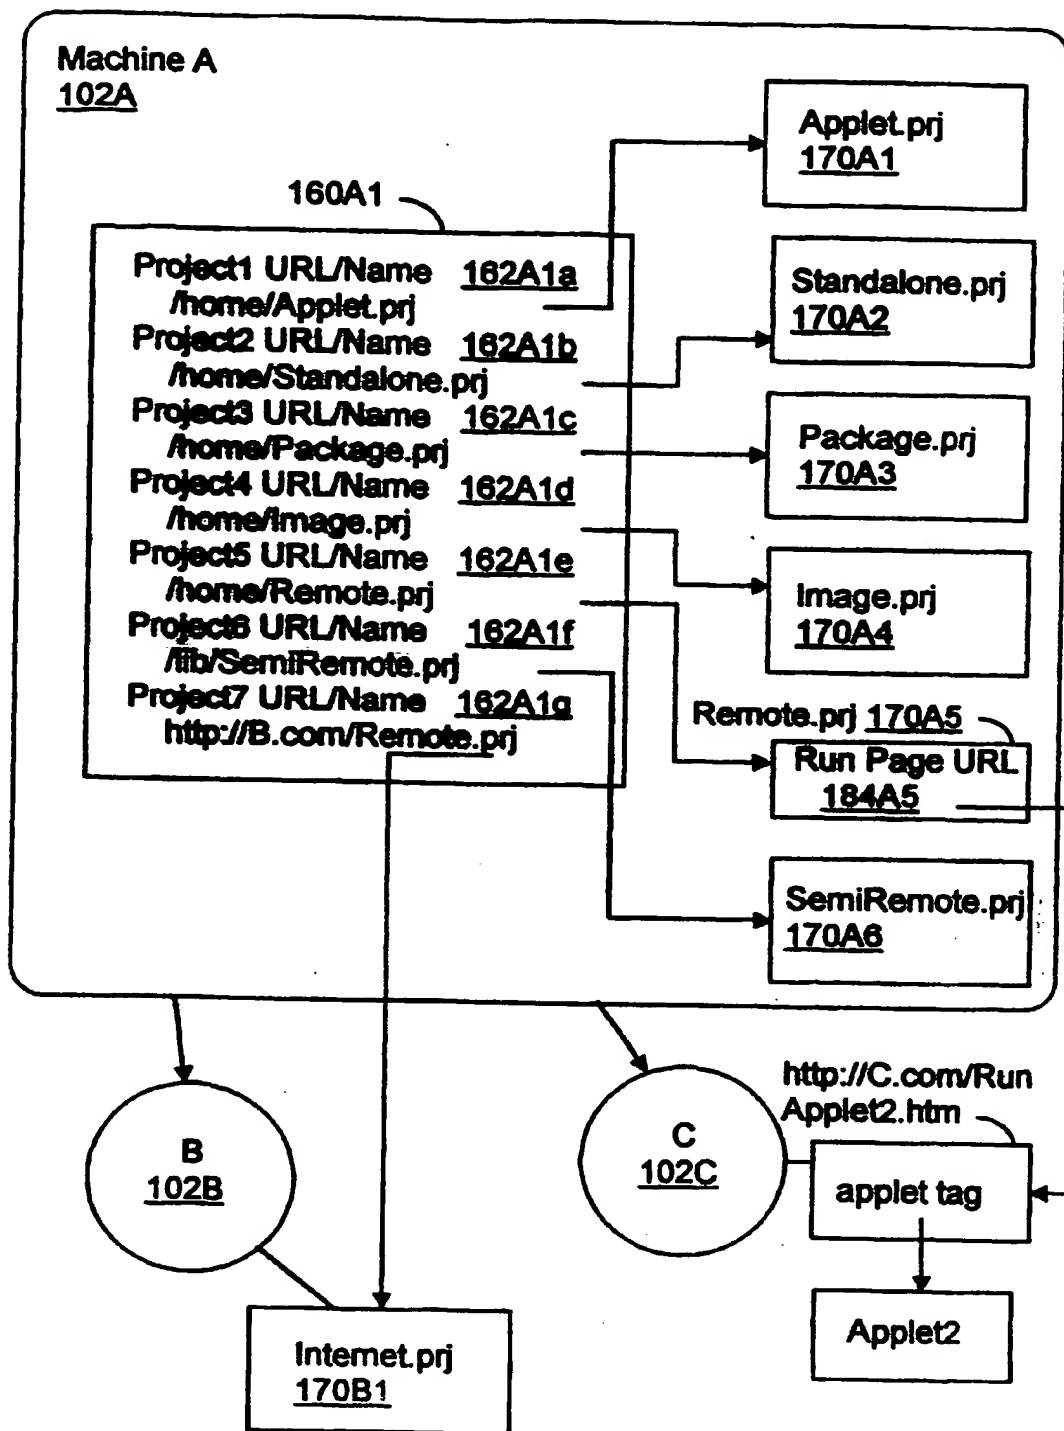 Machine A
102A
160A1
Project1 URL/Name 162A1a
/home/Applet.prj
Project2 URL/Name 162A1b
/home/Standalone.prj
Project3 URL/Name 162A1c
/home/Package.prj
Project4 URL/Name 162A1d
/home/Image.prj
Project5 URL/Name 162A1e
/home/Remote.prj
Project6 URL/Name 162A1f
/lib/SemiRemote.prj
Project7 URL/Name 162A1g
http://B.com/Remote.prj
Applet.prj
170A1
Standalone.prj
170A2
Package.prj
170A3
Image.prj
170A4
Remote.prj 170A5
Run Page URL
184A5
SemiRemote.prj
170A6
B
102B
C
102C
http://C.com/Run
Applet2.htm
applet tag
Applet2
Internet.prj
170B1